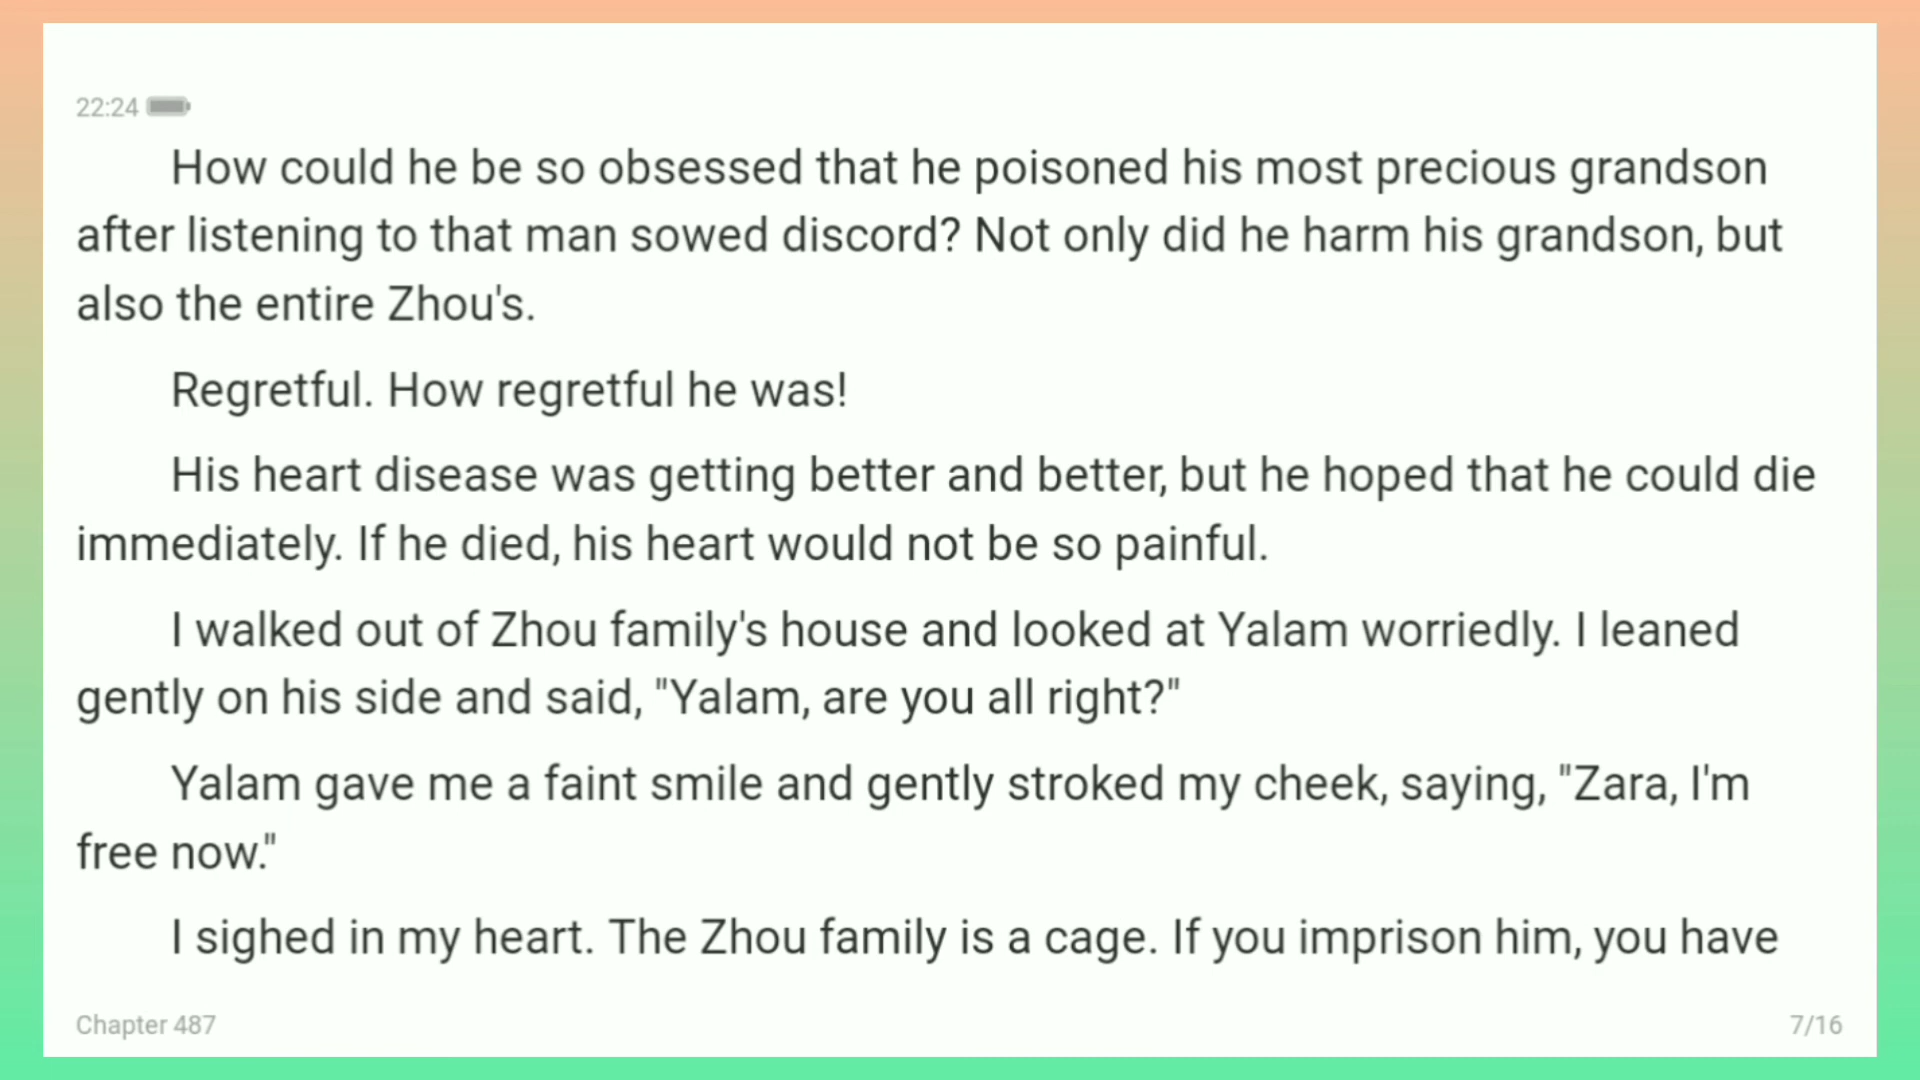 22:24
How could he be so obsessed that he poisoned his most precious grandson
after listening to that man sowed discord? Not only did he harm his grandson, but
also the entire Zhou's.
Regretful. How regretful he was!
His heart disease was getting better and better, but he hoped that he could die
immediately. If he died, his heart would not be so painful.
I walked out of Zhou family's house and looked at Yalam worriedly. I leaned
gently on his side and said, "Yalam, are you all right?"
Yalam gave me a faint smile and gently stroked my cheek, saying, "Zara, I'm
free now."
I sighed in my heart. The Zhou family is a cage. If you imprison him, you have
Chapter 487
7/16